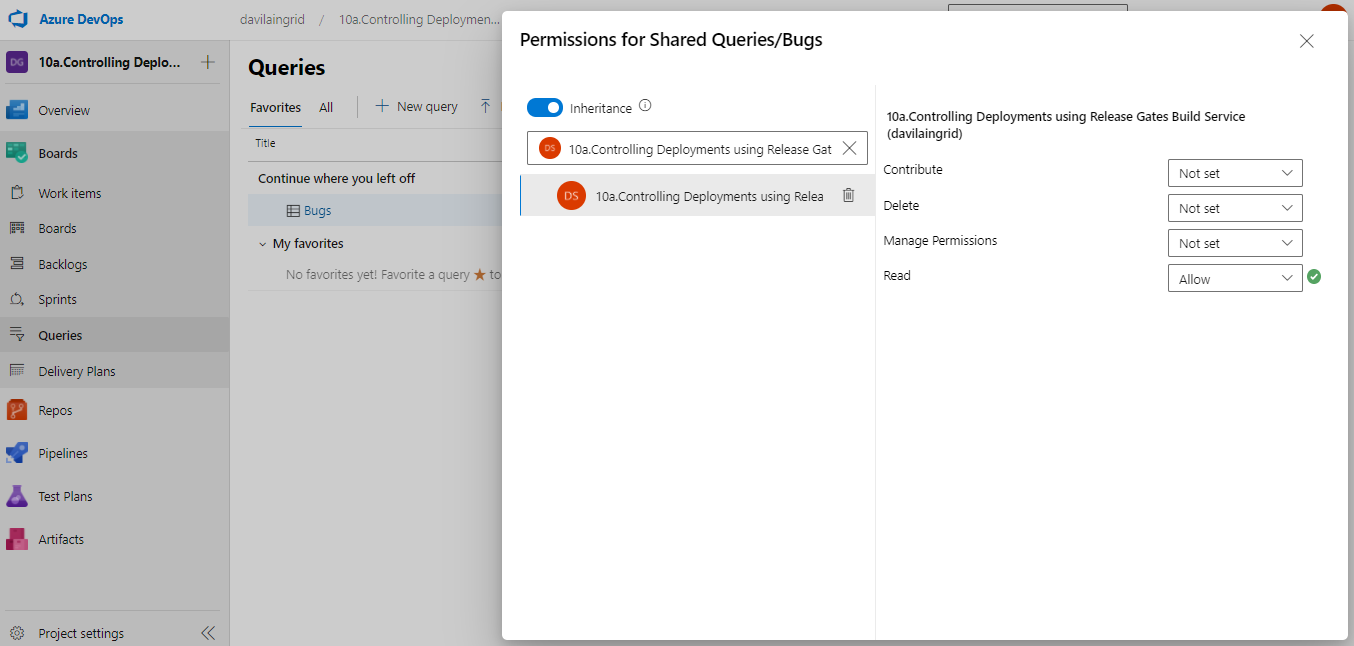 Azure DevOps
davilaingrid / 10a.Controlling Deploymen...
DG 10a.Controlling Deplo...
Overview
Boards
Work items
Boards
Backlogs
Sprints
Queries
Delivery Plans
Repos
Pipelines
Test Plans
Artifacts
Project settings
Queries
Favorites All New query
Title
Continue where you left off
Bugs
My favorites
No favorites yet! Favorite a query ★ to
Permissions for Shared Queries/Bugs
Inheritance
DS 10a.Controlling Deployments using Release Gat
DS 10a.Controlling Deployments using Relea
10a.Controlling Deployments using Release Gates Build Service
(davilaingrid)
Contribute Not set
Delete Not set
Manage Permissions Not set
Read Allow